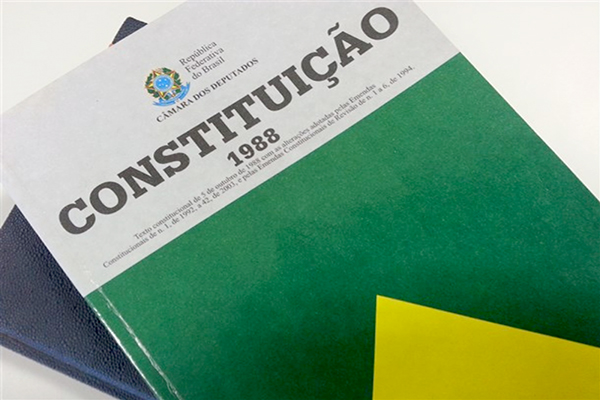 República
Federativa
do Brasil
CÂMARA DOS DEPUTADOS
CONSTITUIÇÃO
1988
Texto constitucional de 5 de outubro de 1988 com as alterações adotadas pelas Emendas
Constitucionais de n. 1, de 1992, a 42, de 2003, e pelas Emendas Constitucionais de Revisão de n. 1 a 6, de 1994.